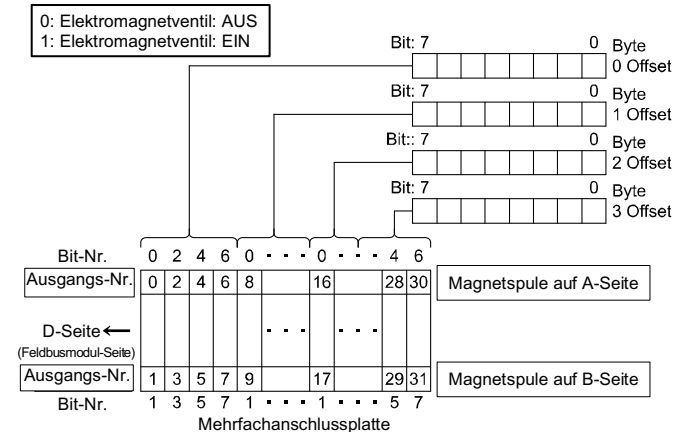 0: Elektromagnetventil: AUS
1: Elektromagnetventil: EIN
Bit: 7 0 Byte
0 Offset
Bit: 7 0 Byte
1 Offset
Bit:: 7 0 Byte
2 Offset
Bit: 7 0 Byte
3 Offset
Bit-Nr. 0 2 4 6 0 · · · 0 · · · 4 6
Ausgangs-Nr. 0 2 4 6 8 16 28 30 Magnetspule auf A-Seite
D-Seite ← · · · · · ·
(Feldbusmodul-Seite)
Ausgangs-Nr. 1 3 5 7 9 17 29 31 Magnetspule auf B-Seite
Bit-Nr. 1 3 5 7 1 · · · 1 · · · 5 7
Mehrfachanschlussplatte